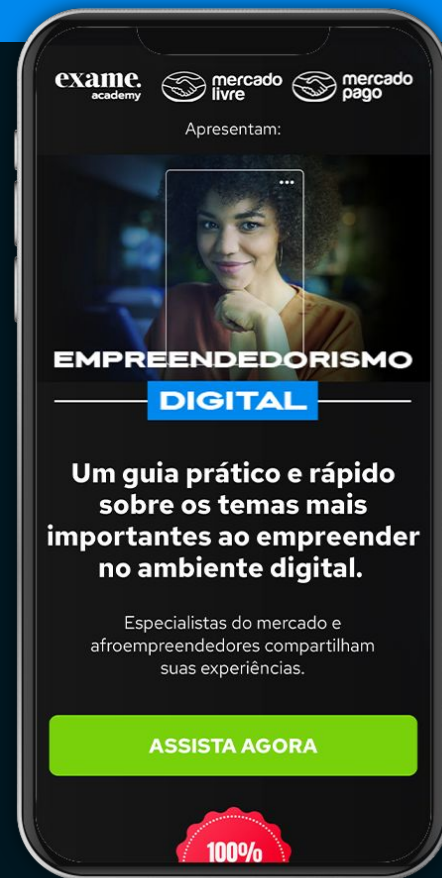 exame.
academy
mercado
livre
mercado
pago
Apresentam:
EMPREENDEDORISMO
DIGITAL
Um guia prático e rápido
sobre os temas mais
importantes ao empreender
no ambiente digital.
Especialistas do mercado e
afroempreendedores compartilham
suas experiências.
ASSISTA AGORA
100%